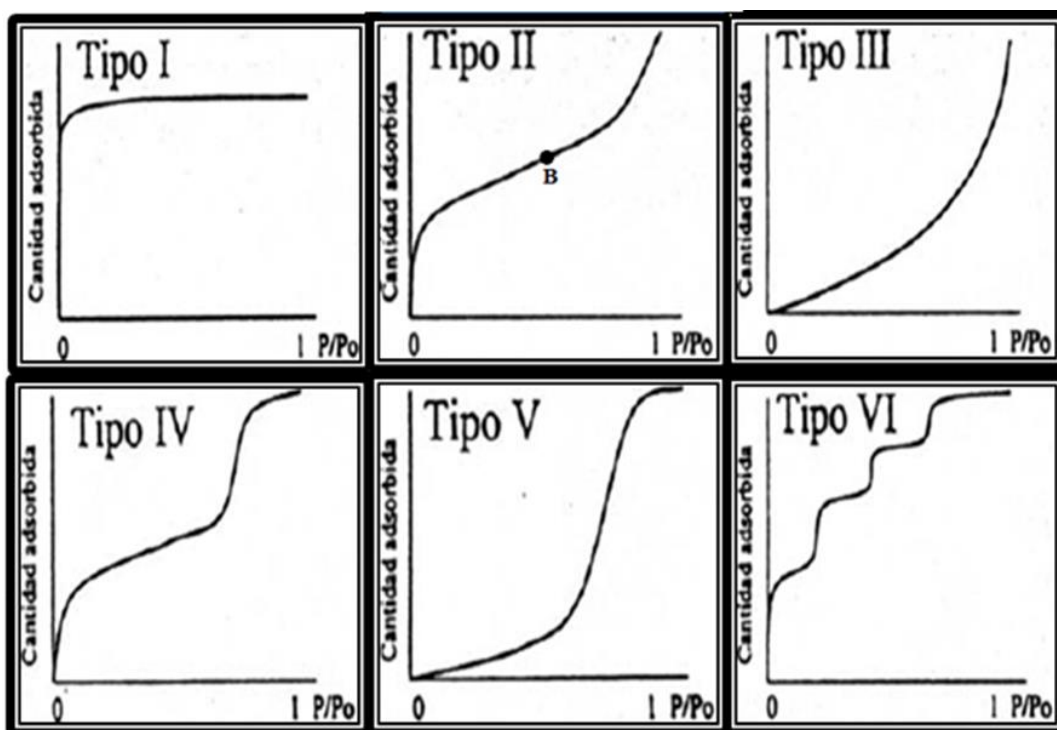 Tipo I
Cantidad adsorbida
0
1 P/Po
Tipo II
Cantidad adsorbida
B
0
1 P/Po
Tipo III
Cantidad adsorbida
0
1 P/Po
Tipo IV
Cantidad adsorbida
0
1 P/Po
Tipo V
Cantidad adsorbida
0
1 P/Po
Tipo VI
Cantidad adsorbida
0
1 P/Po